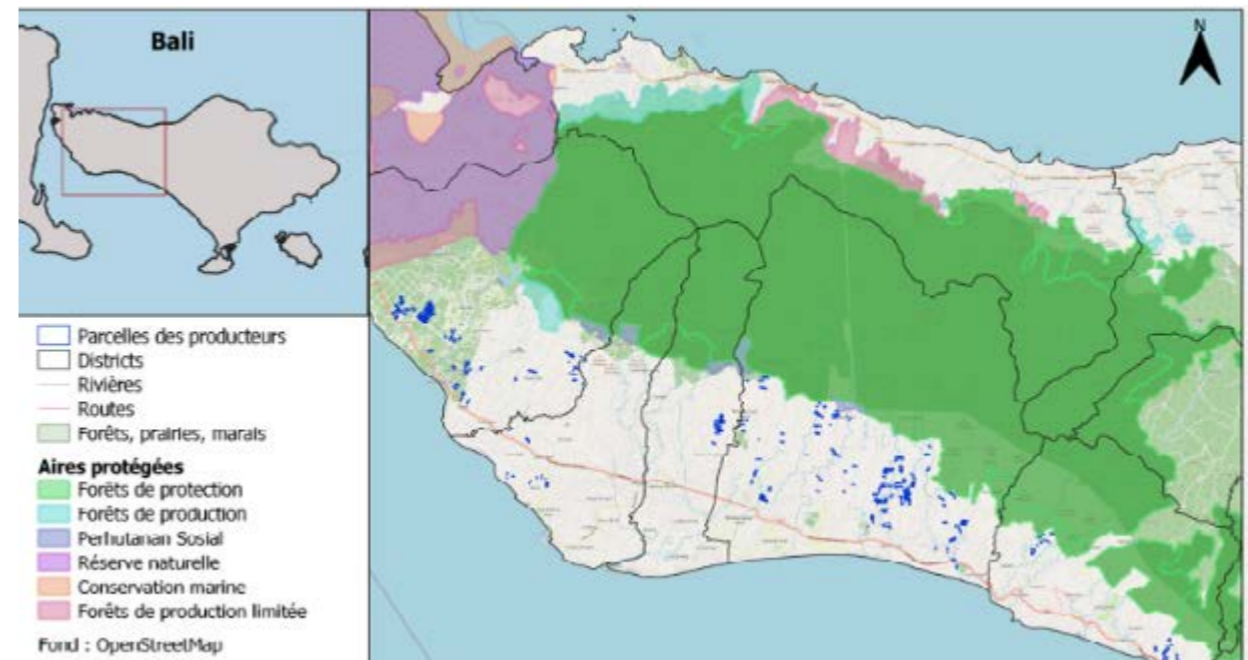 Bali
N
Parcelles des producteurs
Districts
Rivières
Routes
Forêts, prairies, marais
Aires protégées
Forêts de protection
Forêts de production
Perhutanan Sosial
Réserve naturelle
Conservation marine
Forêts de production limitée
Fond : OpenStreetMap